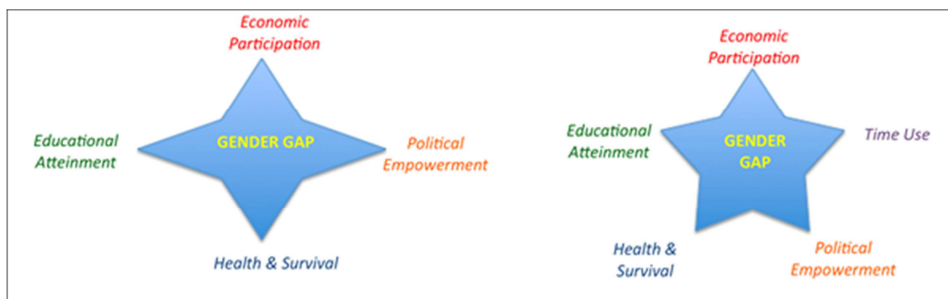 Economic
Participation
Educational
Atteinment
GENDER GAP
Political
Empowerment
Health & Survival
Economic
Participation
Educational
Atteinment
GENDER
GAP
Time Use
Health &
Survival
Political
Empowerment